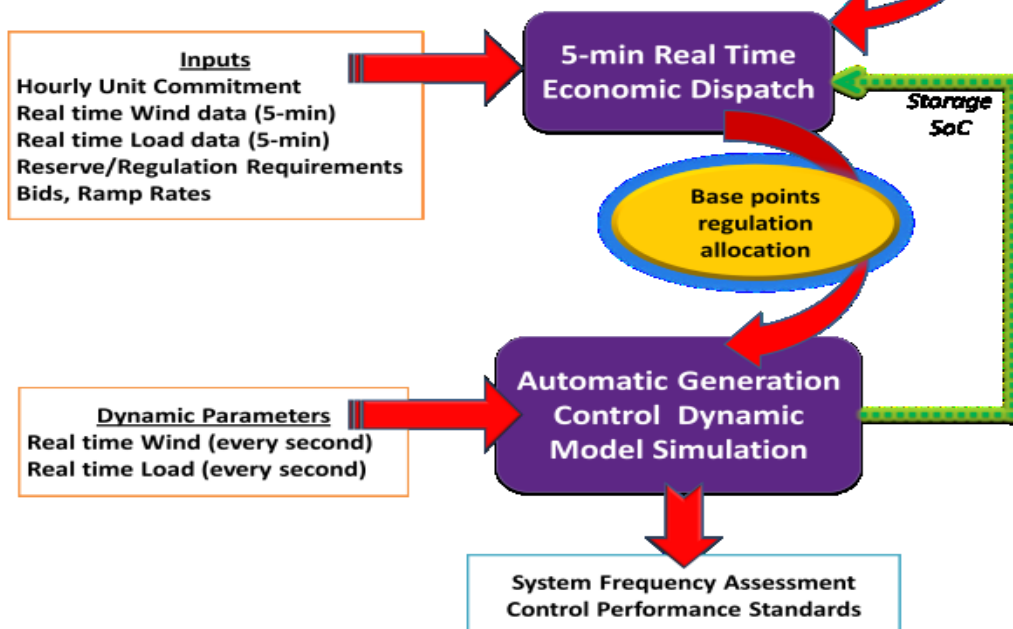 5-min Real Time
Economic Dispatch
Inputs
Hourly Unit Commitment
Real time Wind data (5-min)
Real time Load data (5-min)
Reserve/Regulation Requirements
Bids, Ramp Rates
Storage
SoC
Base points
regulation
allocation
Automatic Generation
Control Dynamic
Model Simulation
Dynamic Parameters
Real time Wind (every second)
Real time Load (every second)
System Frequency Assessment
Control Performance Standards